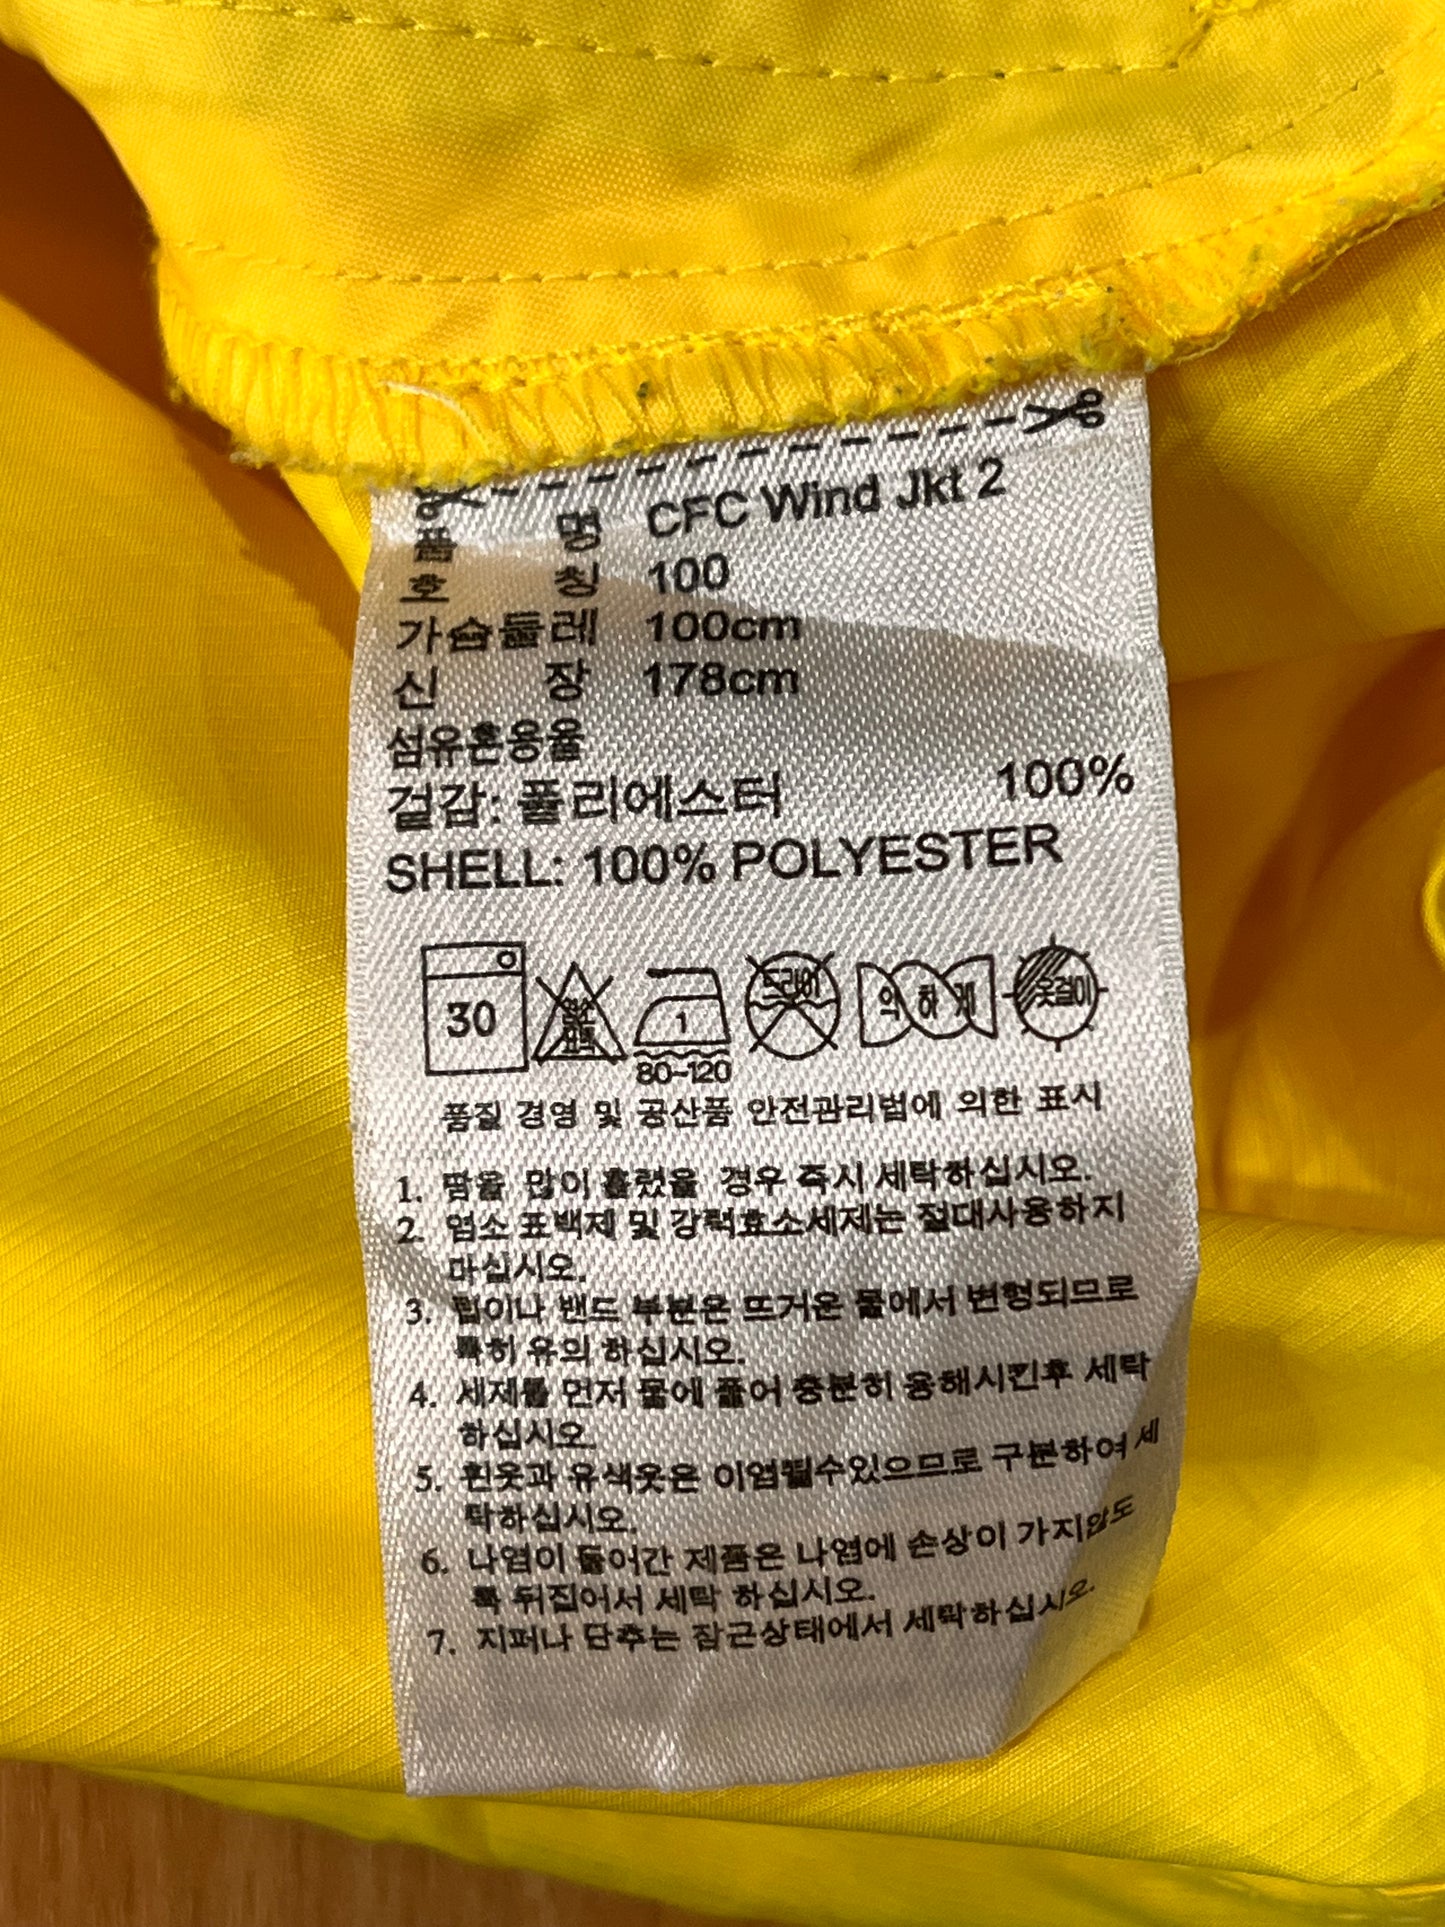 품 명 CFC Wind Jkt 2
호 칭 100
가슴둘레 100cm
신 장 178cm
섬유혼용율
겉감: 폴리에스터 100%
SHELL: 100% POLYESTER
30 염소 표백 1 80~120 드라이 약 하 게 옷걸이
품질 경영 및 공산품 안전관리법에 의한 표시
1. 땀을 많이 흘렸을 경우 즉시 세탁하십시오.
2. 염소 표백제 및 강력효소세제는 절대사용하지
마십시오.
3. 립이나 밴드 부분은 뜨거운 물에서 변형되므로
특히 유의 하십시오.
4. 세제를 먼저 물에 풀어 충분히 용해시킨후 세탁
하십시오.
5. 흰옷과 유색옷은 이염될수있으므로 구분하여 세
탁하십시오.
6. 나염이 들어간 제품은 나염에 손상이 가지않도
록 뒤집어서 세탁 하십시오.
7. 지퍼나 단추는 잠근상태에서 세탁하십시오.